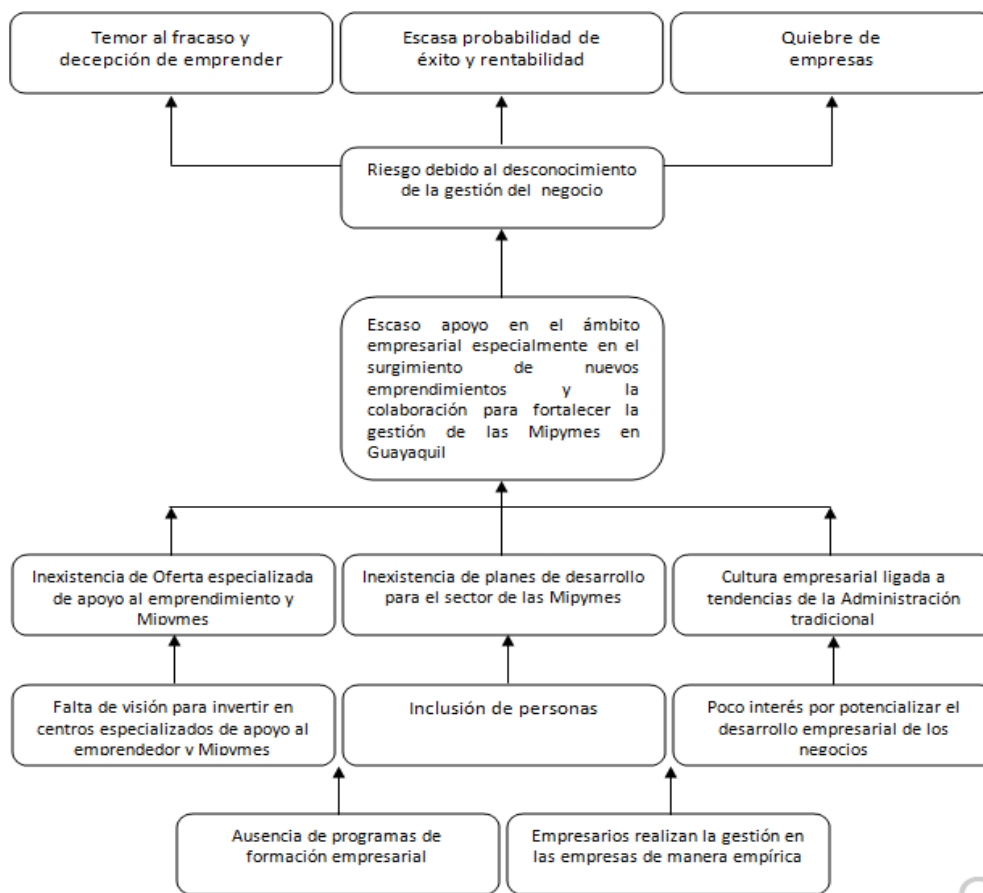 Temor al fracaso y
decepción de emprender
Escasa probabilidad de
éxito y rentabilidad
Quiebre de
empresas
Riesgo debido al desconocimiento
de la gestión del negocio
Escaso apoyo en el ámbito
empresarial especialmente en el
surgimiento de nuevos
emprendimientos y la
colaboración para fortalecer la
gestión de las Mipymes en
Guayaquil
Inexistencia de Oferta especializada
de apoyo al emprendimiento y
Mipymes
Inexistencia de planes de desarrollo
para el sector de las Mipymes
Cultura empresarial ligada a
tendencias de la Administración
tradicional
Falta de visión para invertir en
centros especializados de apoyo al
emprendedor y Mipymes
Inclusión de personas
Poco interés por potencializar el
desarrollo empresarial de los
negocios
Ausencia de programas de
formación empresarial
Empresarios realizan la gestión en
las empresas de manera empírica